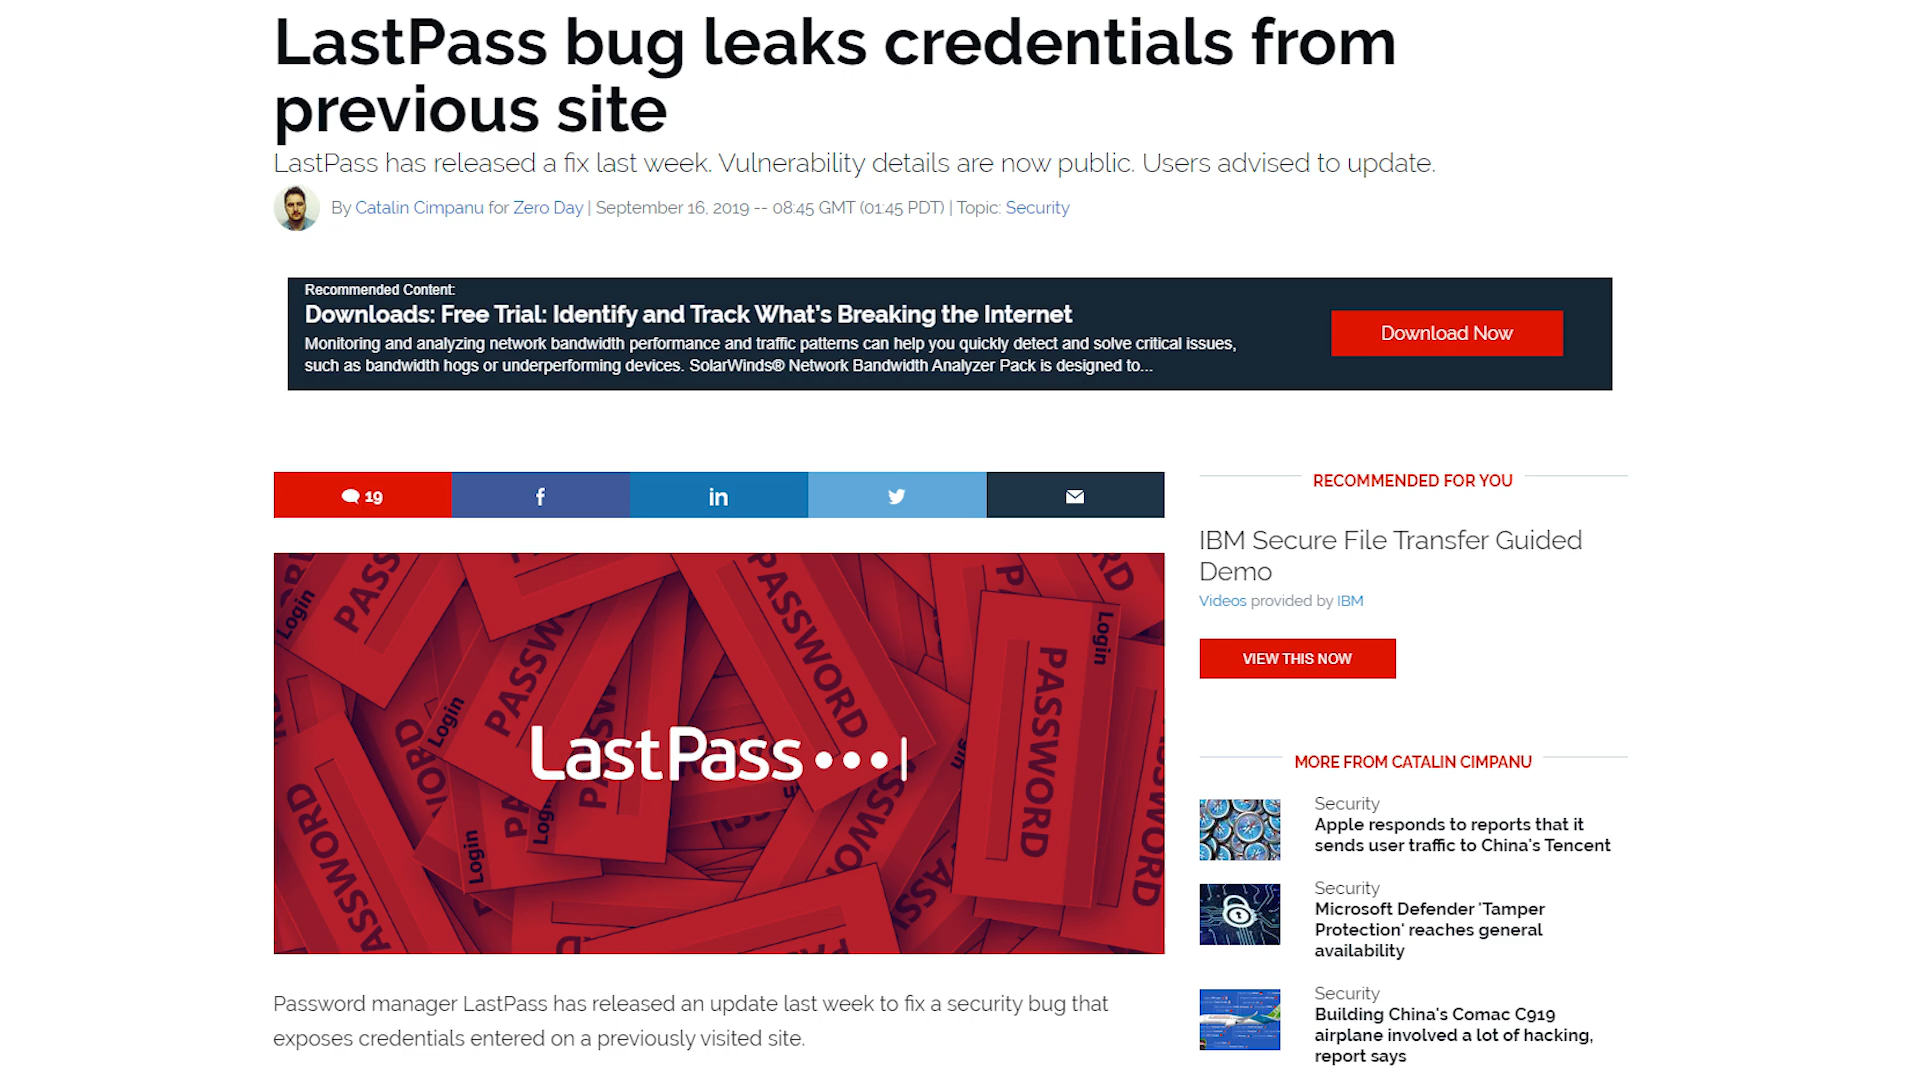 LastPass bug leaks credentials from
previous site
LastPass has released a fix last week. Vulnerability details are now public. Users advised to update.
By Catalin Cimpanu for Zero Day | September 16, 2019 -- 08:45 GMT (01:45 PDT) | Topic: Security
Recommended Content:
Downloads: Free Trial: Identify and Track What's Breaking the Internet
Monitoring and analyzing network bandwidth performance and traffic patterns can help you quickly detect and solve critical issues,
such as bandwidth hogs or underperforming devices. SolarWinds® Network Bandwidth Analyzer Pack is designed to...
Download Now
19
f
in
PASSWORD
Login
PASSWORD
Login
PASSWORD
Login
PASSWORD
Login
LastPass
Password manager LastPass has released an update last week to fix a security bug that
exposes credentials entered on a previously visited site.
RECOMMENDED FOR YOU
IBM Secure File Transfer Guided
Demo
Videos provided by IBM
VIEW THIS NOW
MORE FROM CATALIN CIMPANU
Security
Apple responds to reports that it
sends user traffic to China's Tencent
Security
Microsoft Defender 'Tamper
Protection' reaches general
availability
Security
Building China's Comac C919
airplane involved a lot of hacking,
report says